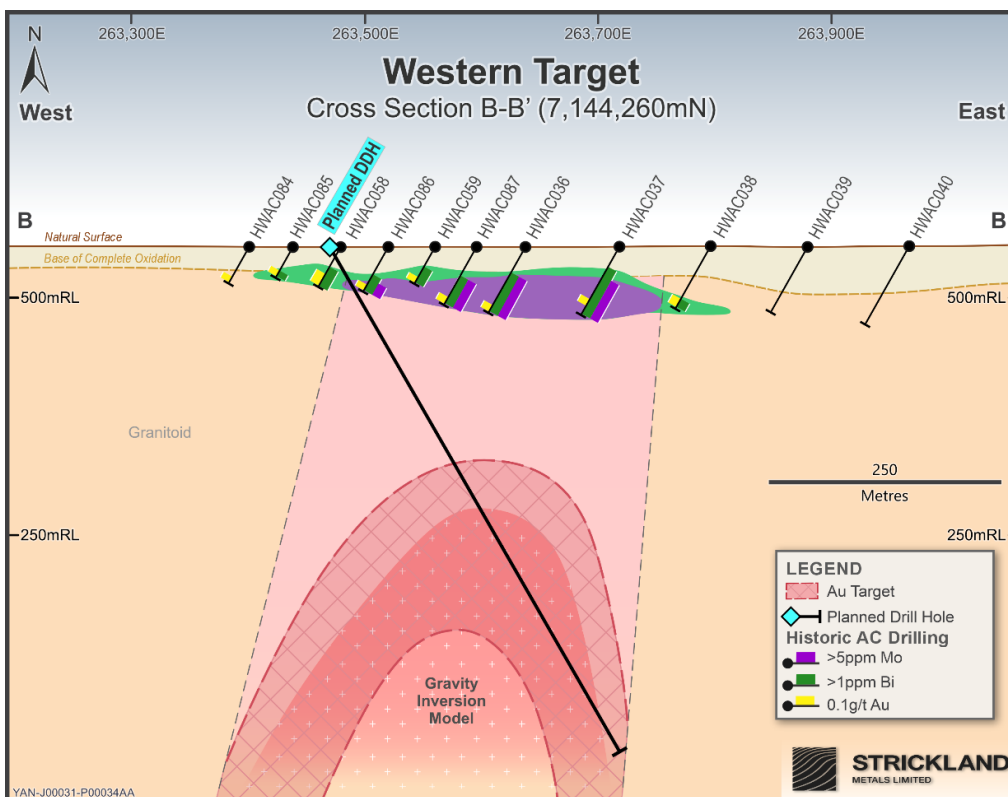 263,300E
263,500E
263,700E
263,900E
N
Western Target
West
Cross Section B-B' (7,144,260mN)
East
Planned DDH
HWAC084
HWAC085
HWAC058
HWAC086
HWAC059
HWAC087
HWAC036
HWAC037
HWAC038
HWAC039
HWAC040
B
B'
Natural Surface
Base of Complete Oxidation
500mRL
500mRL
Granitoid
250
Metres
250mRL
250mRL
LEGEND
Au Target
Planned Drill Hole
Historic AC Drilling
>5ppm Mo
>1ppm Bi
0.1g/t Au
Gravity
Inversion
Model
STRICKLAND
METALS LIMITED
YAN-J00031-P00034AA